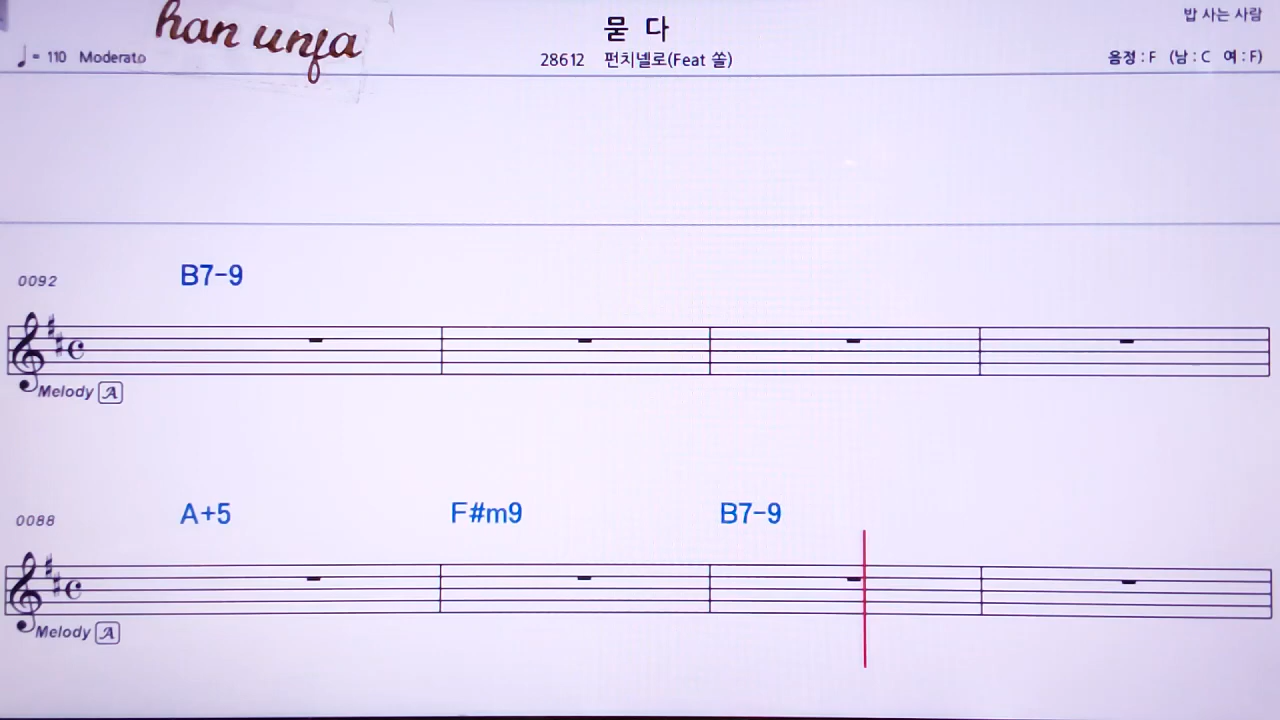 han unfa
묻 다
밥 사는 사람
♩= 110 Moderato
28612 펀치넬로(Feat 쏠)
음정 : F (남 : C 여 : F)
0092
B7-9
Melody A
0088
A+5 F#m9 B7-9
Melody A